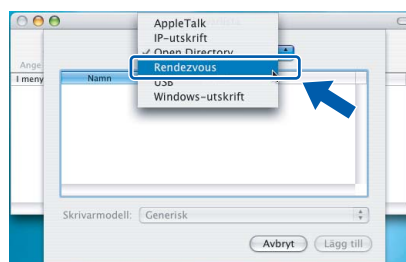 AppleTalk
IP-utskrift
✓ Open Directory
Rendezvous
USB
Windows-utskrift
Ange
I meny
Namn
Skrivarmodell: Generisk
Avbryt
Lägg till